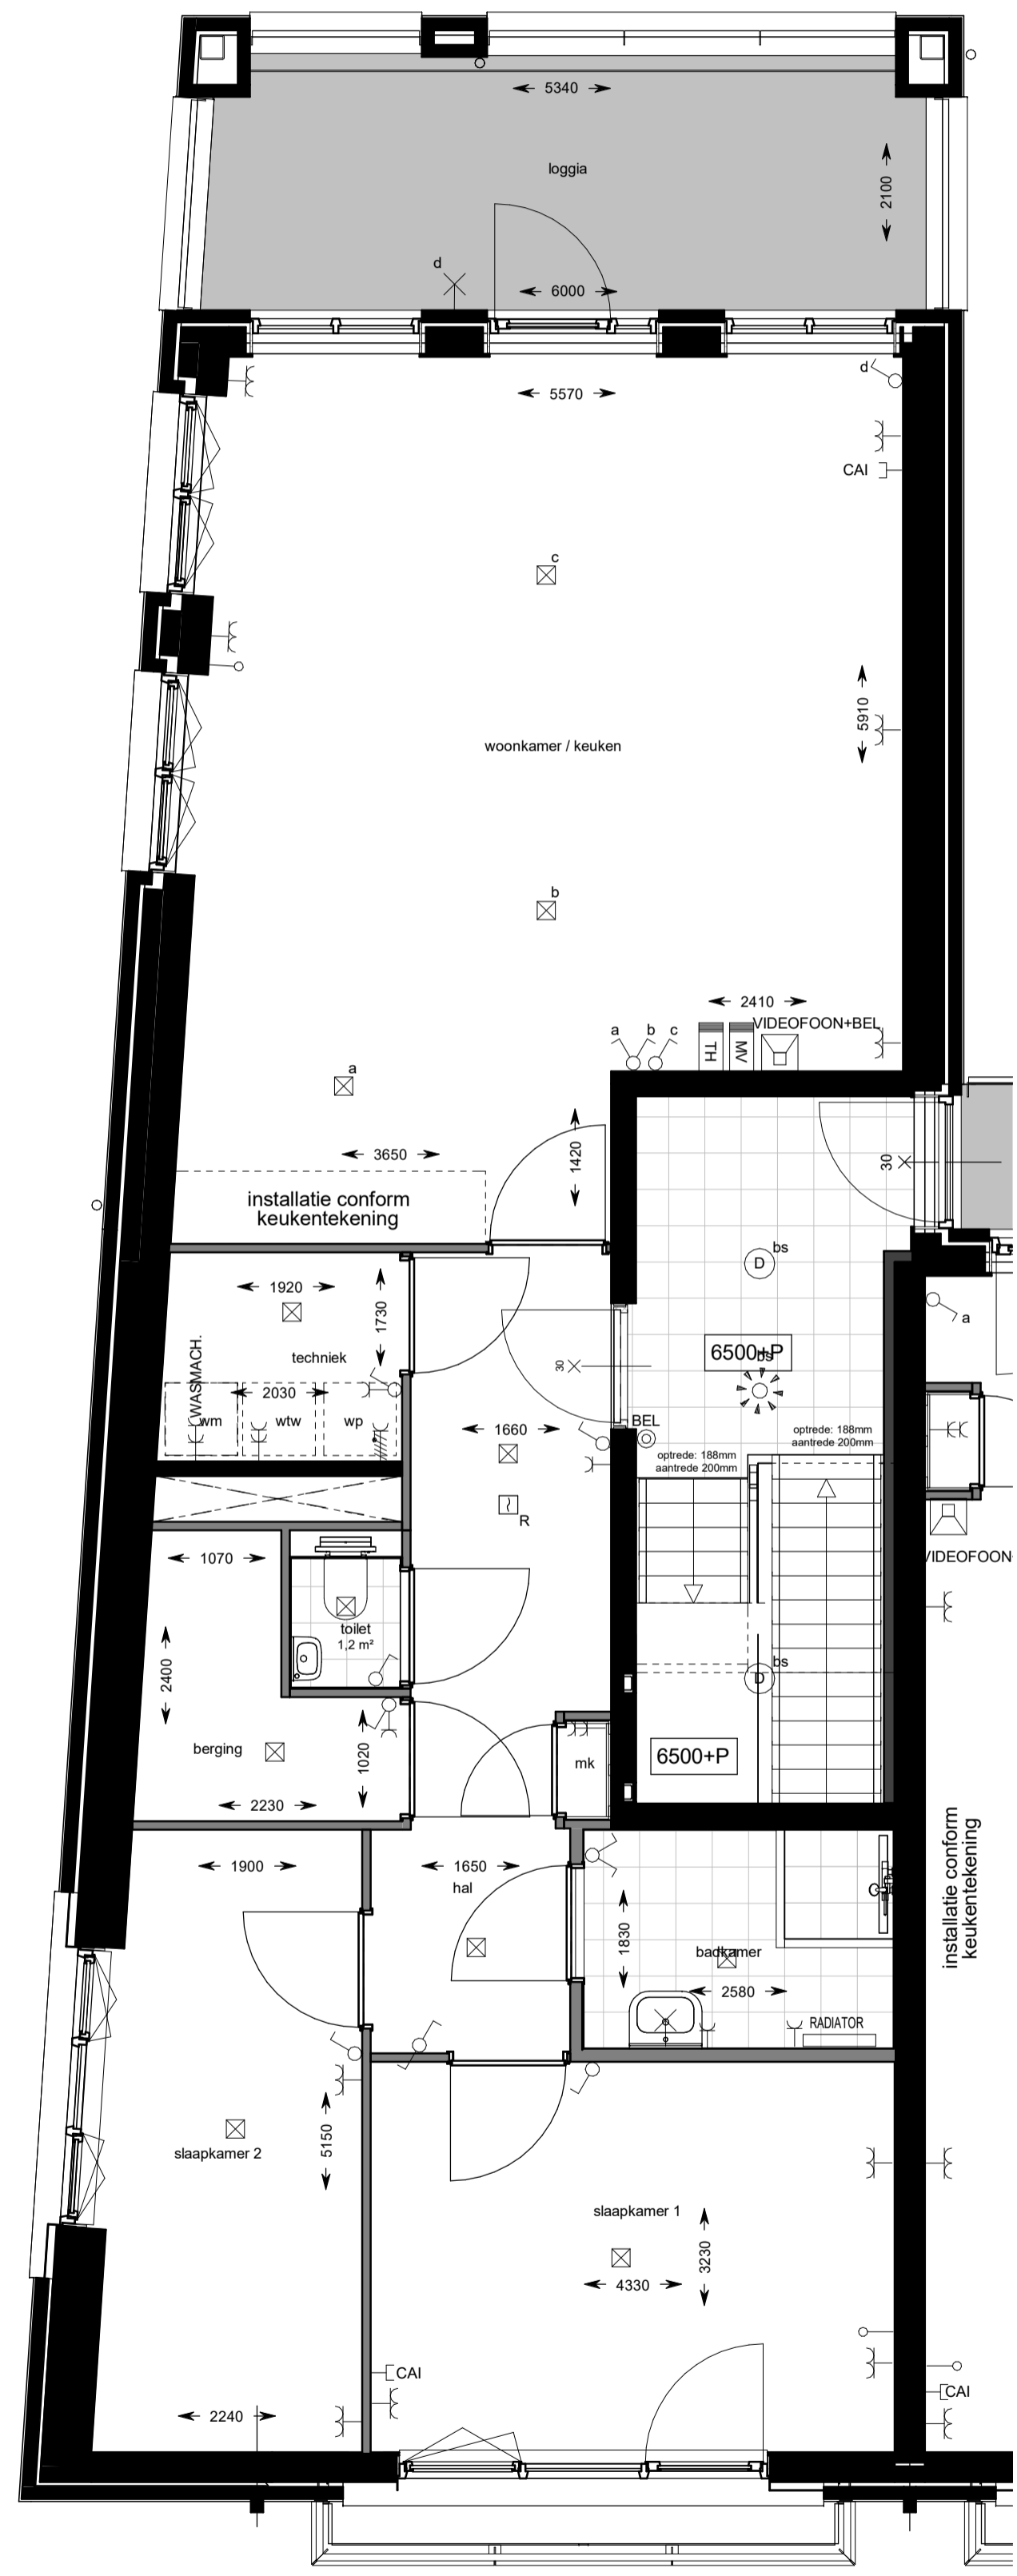 5340
loggia
2100
d
6000
5570
d
CAI
c
5910
woonkamer / keuken
b
2410
VIDEOFOON+BEL
a b c
TH
MV
a
3650
1420
installatie conform
keukentekening
30
bs
D
1920
1730
a
techniek
30
6500+P
bs
WASMACH.
2030
wm
wtw
wp
1660
BEL
optrede: 188mm
aantrede 200mm
optrede: 188mm
aantrede 200mm
R
1070
VIDEOFOON+
toilet
1,2 m²
2400
bs
D
berging
1020
mk
6500+P
2230
1900
1650
hal
installatie conform
keukentekening
1830
badkamer
2580
RADIATOR
5150
slaapkamer 2
slaapkamer 1
3230
4330
CAI
CAI
2240